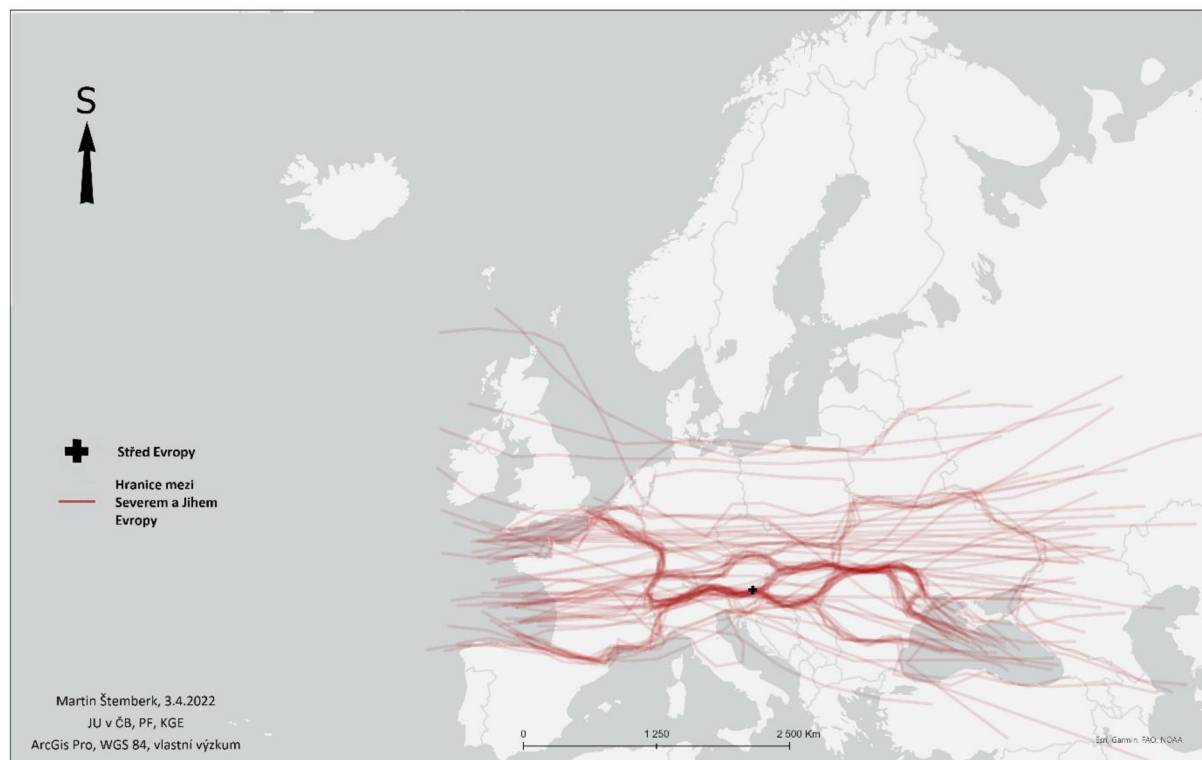 S
Střed Evropy
Hranice mezi
Severem a Jihem
Evropy
Martin Štemberk, 3.4.2022
JU v ČB, PF, KGE
ArcGis Pro, WGS 84, vlastní výzkum
0 1 250 2 500 Km
Esri, Garmin, FAO, NOAA